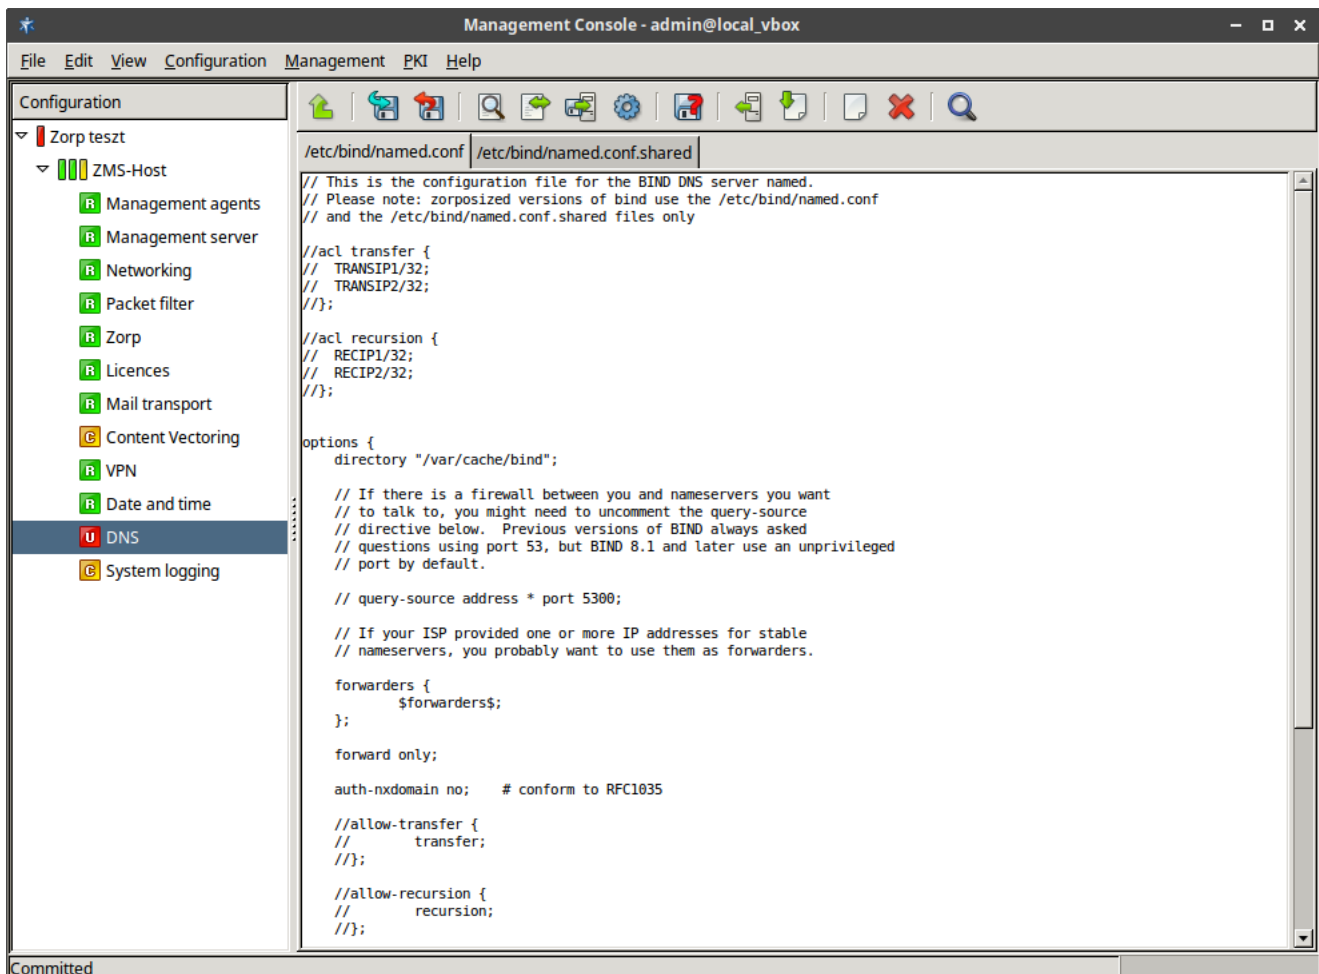 Management Console - admin@local_vbox
File Edit View Configuration Management PKI Help
Configuration
Zorp teszt
ZMS-Host
R Management agents
R Management server
R Networking
R Packet filter
R Zorp
R Licences
R Mail transport
C Content Vectoring
R VPN
R Date and time
U DNS
C System logging
/etc/bind/named.conf /etc/bind/named.conf.shared
// This is the configuration file for the BIND DNS server named.
// Please note: zorposized versions of bind use the /etc/bind/named.conf
// and the /etc/bind/named.conf.shared files only
//acl transfer {
//  TRANSIP1/32;
//  TRANSIP2/32;
//};
//acl recursion {
//  RECIP1/32;
//  RECIP2/32;
//};
options {
    directory "/var/cache/bind";
    // If there is a firewall between you and nameservers you want
    // to talk to, you might need to uncomment the query-source
    // directive below.  Previous versions of BIND always asked
    // questions using port 53, but BIND 8.1 and later use an unprivileged
    // port by default.
    // query-source address * port 5300;
    // If your ISP provided one or more IP addresses for stable
    // nameservers, you probably want to use them as forwarders.
    forwarders {
            $forwarders$;
    };
    forward only;
    auth-nxdomain no;    # conform to RFC1035
    //allow-transfer {
    //        transfer;
    //};
    //allow-recursion {
    //        recursion;
    //};
Committed